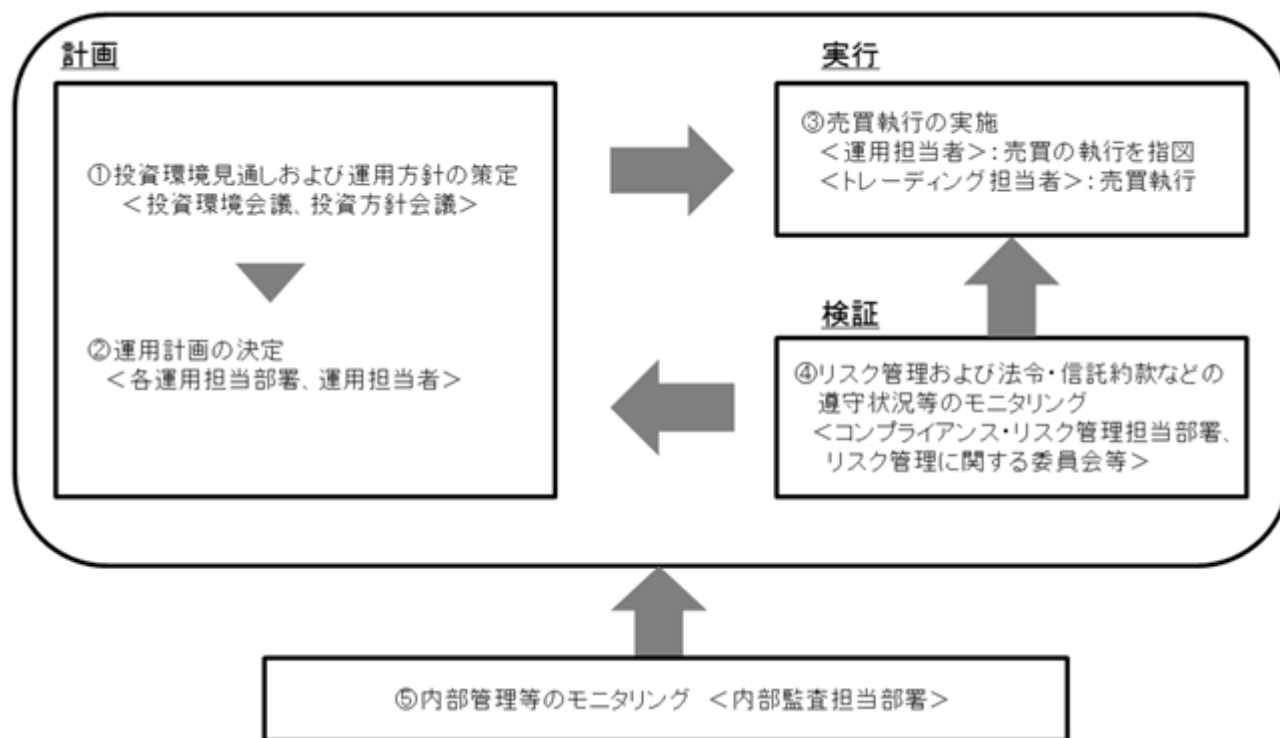 計画
①投資環境見通しおよび運用方針の策定
＜投資環境会議、投資方針会議＞
②運用計画の決定
＜各運用担当部署、運用担当者＞
実行
③売買執行の実施
＜運用担当者＞：売買の執行を指図
＜トレーディング担当者＞：売買執行
検証
④リスク管理および法令・信託約款などの
遵守状況等のモニタリング
＜コンプライアンス・リスク管理担当部署、
リスク管理に関する委員会等＞
⑤内部管理等のモニタリング ＜内部監査担当部署＞